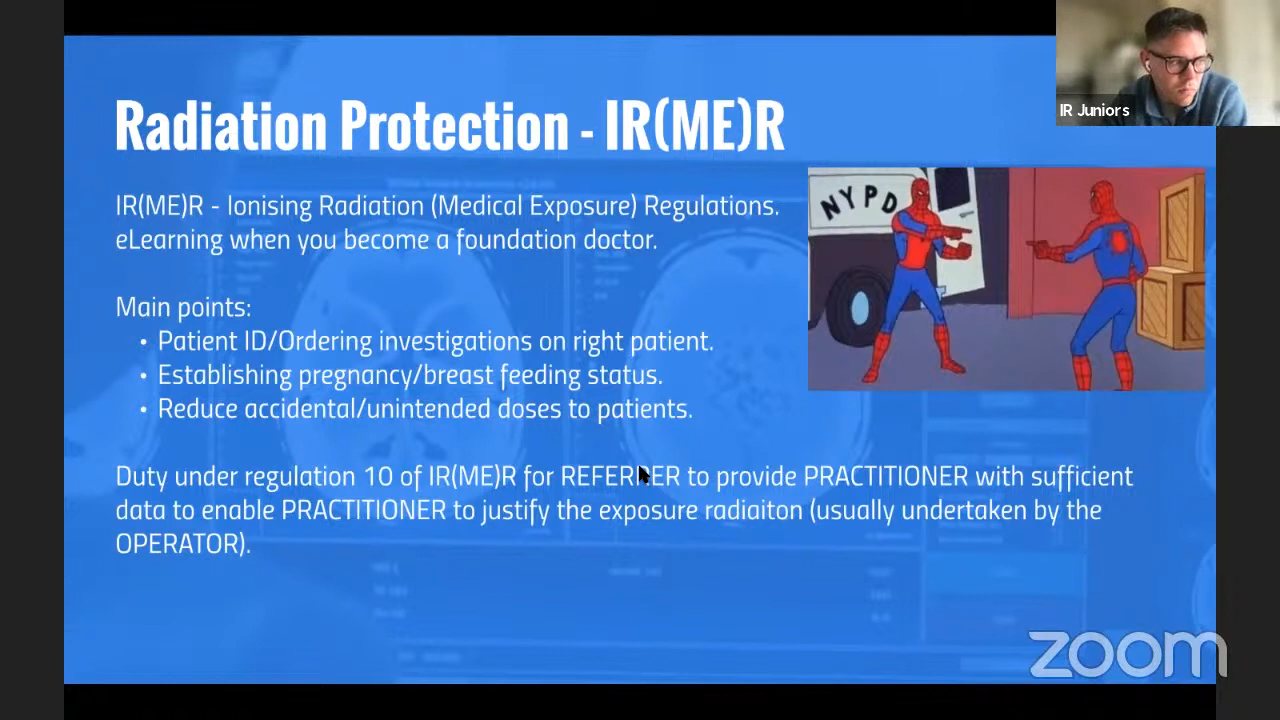 IR Juniors
Radiation Protection - IR(ME)R
IR(ME)R - Ionising Radiation (Medical Exposure) Regulations.
eLearning when you become a foundation doctor.
NYPD
Main points:
• Patient ID/Ordering investigations on right patient.
• Establishing pregnancy/breast feeding status.
• Reduce accidental/unintended doses to patients.
Duty under regulation 10 of IR(ME)R for REFERRER to provide PRACTITIONER with sufficient
data to enable PRACTITIONER to justify the exposure radiaiton (usually undertaken by the
OPERATOR).
zoom